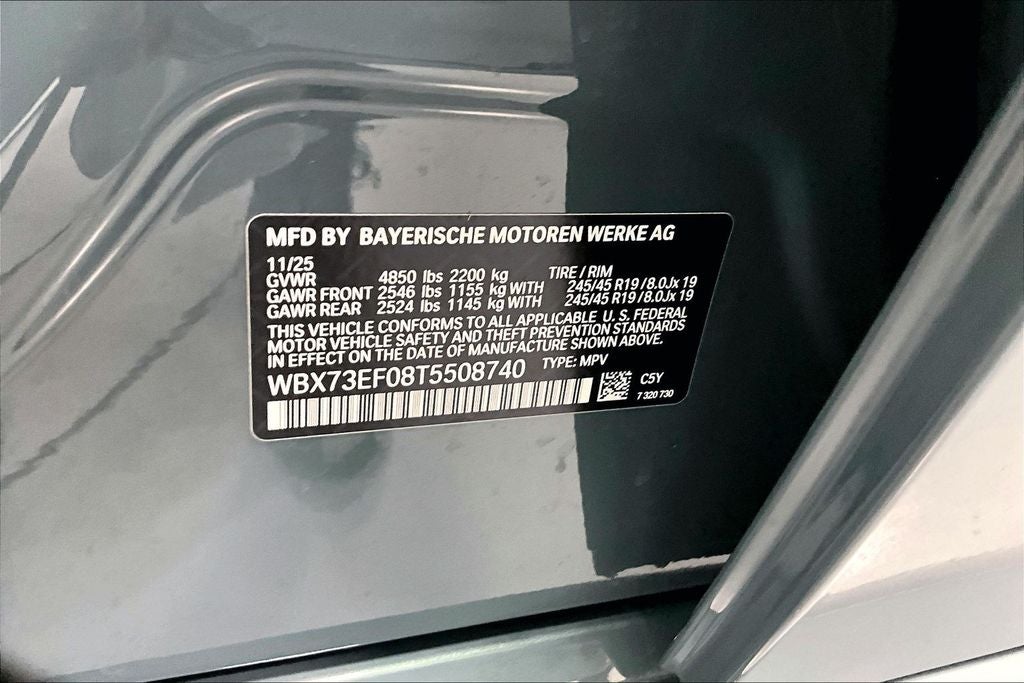 MFD BY BAYERISCHE MOTOREN WERKE AG
11/25
GVWR 4850 lbs 2200 kg TIRE / RIM
GAWR FRONT 2546 lbs 1155 kg WITH 245/45 R19 / 8.0Jx 19
GAWR REAR 2524 lbs 1145 kg WITH 245/45 R19 / 8.0Jx 19
THIS VEHICLE CONFORMS TO ALL APPLICABLE U. S. FEDERAL
MOTOR VEHICLE SAFETY AND THEFT PREVENTION STANDARDS
IN EFFECT ON THE DATE OF MANUFACTURE SHOWN ABOVE.
WBX73EF08T5508740 TYPE: MPV
C5Y
7 320 730